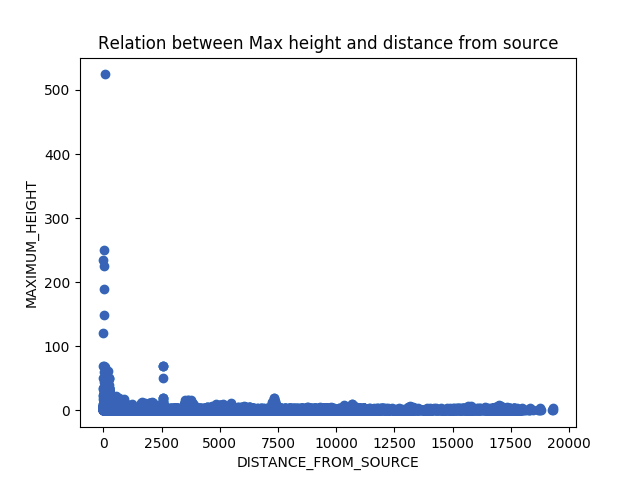 Relation between Max height and distance from source
500
400
300
200
100
0
MAXIMUM_HEIGHT
0 2500 5000 7500 10000 12500 15000 17500 20000
DISTANCE_FROM_SOURCE